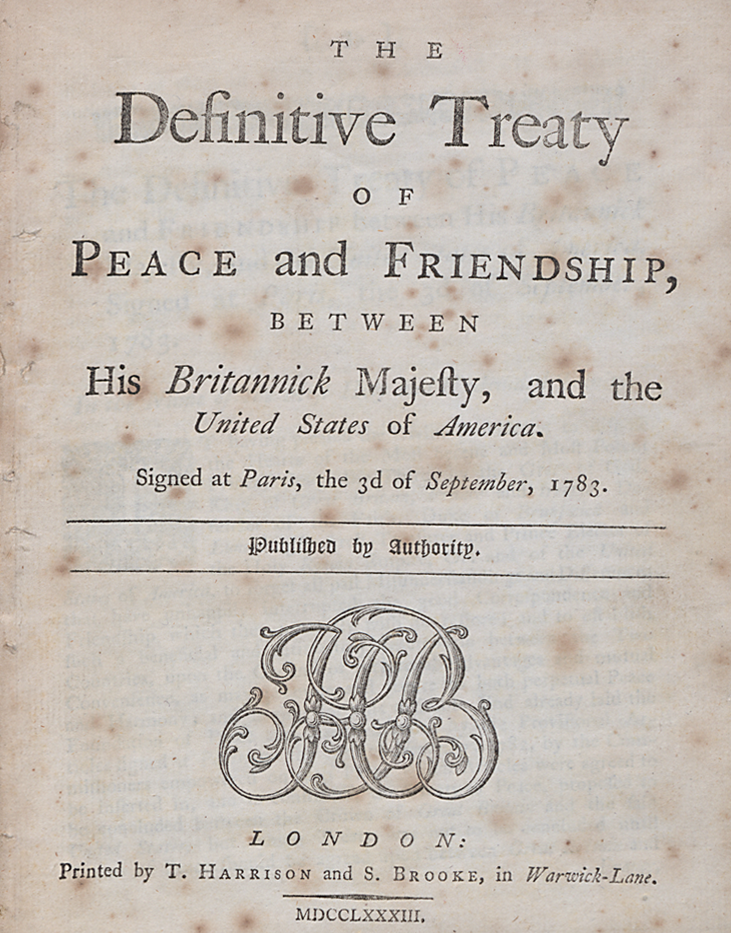 THE
Definitive Treaty
OF
PEACE and FRIENDSHIP,
BETWEEN
His Britannick Majeſty, and the
United States of America.
Signed at Paris, the 3d of September, 1783.
Publiſhed by Authority.
LONDON:
Printed by T. HARRISON and S. BROOKE, in Warwick-Lane.
MDCCLXXXIII.